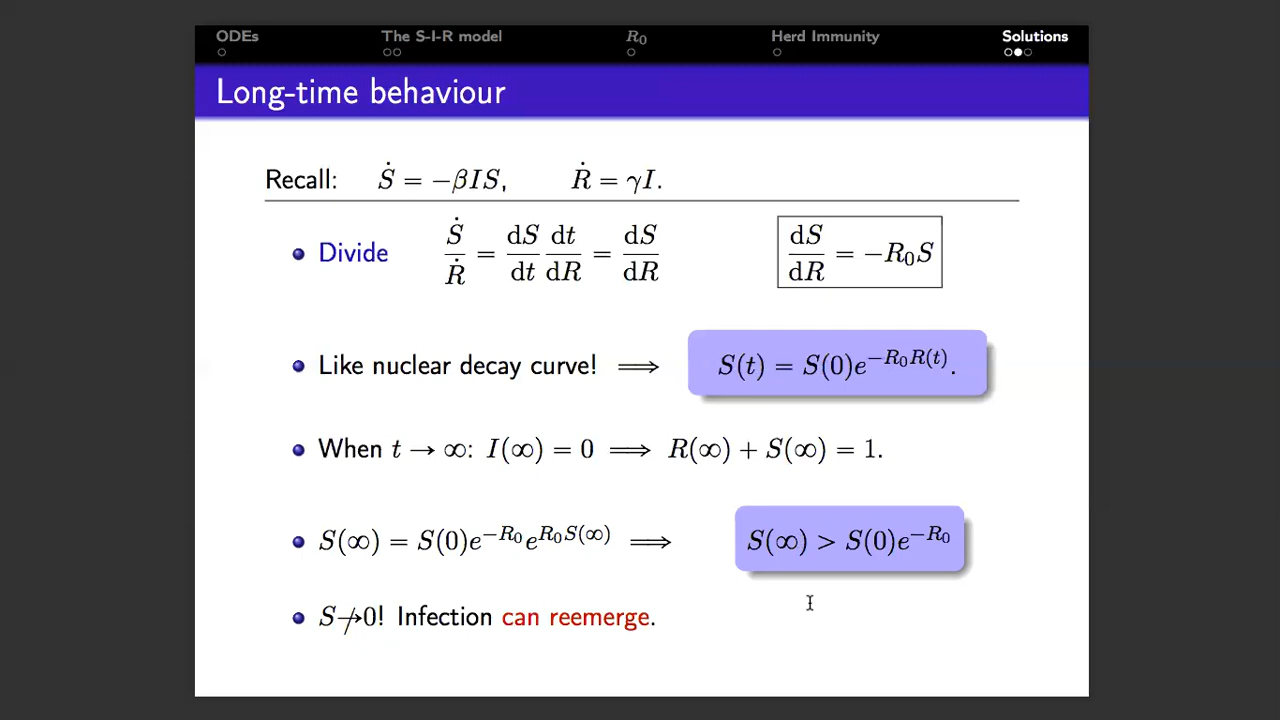 ODEs The S-I-R model R₀ Herd Immunity Solutions
Long-time behaviour
Recall: Ṡ = −βIS, Ṙ = γI.
Divide Ṡ/Ṙ = dS/dt dt/dR = dS/dR dS/dR = −R₀S
Like nuclear decay curve! ⟹ S(t) = S(0)e^{−R₀R(t)}.
When t → ∞: I(∞) = 0 ⟹ R(∞) + S(∞) = 1.
S(∞) = S(0)e^{−R₀}e^{R₀S(∞)} ⟹ S(∞) > S(0)e^{−R₀}
S↛0! Infection can reemerge.